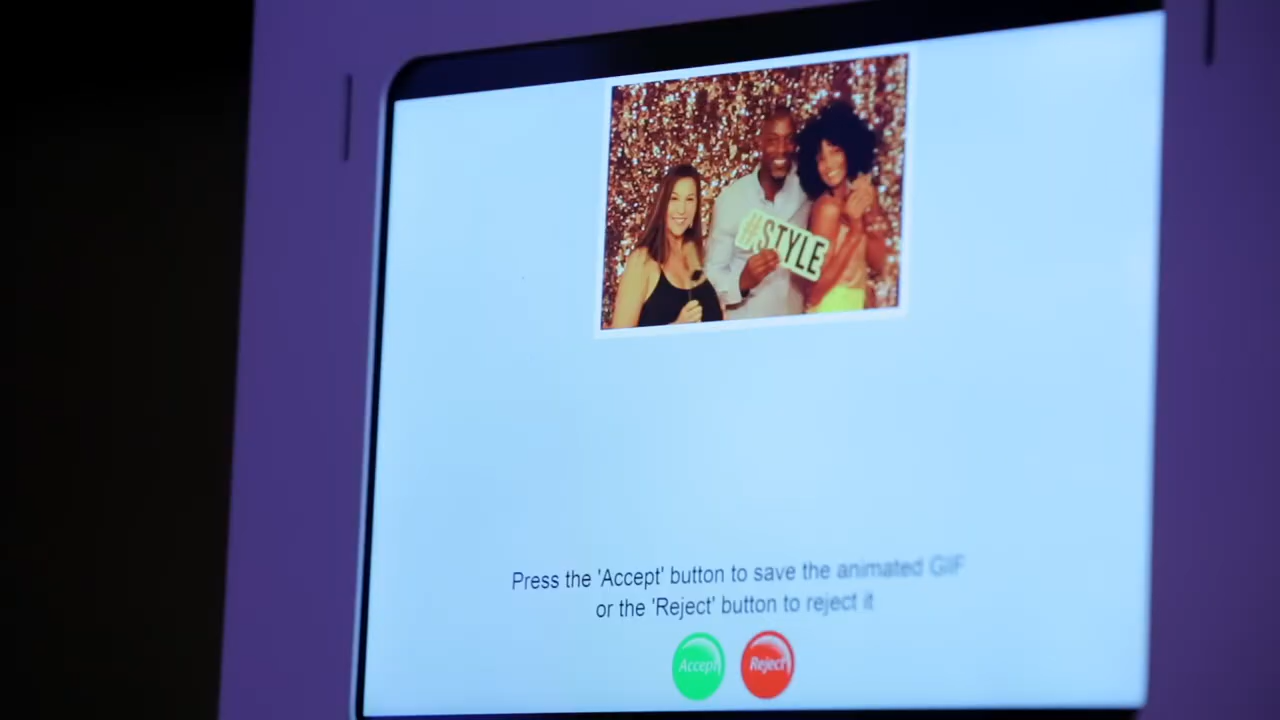 #STYLE
Press the 'Accept' button to save the animated GIF
or the 'Reject' button to reject it
Accept
Reject